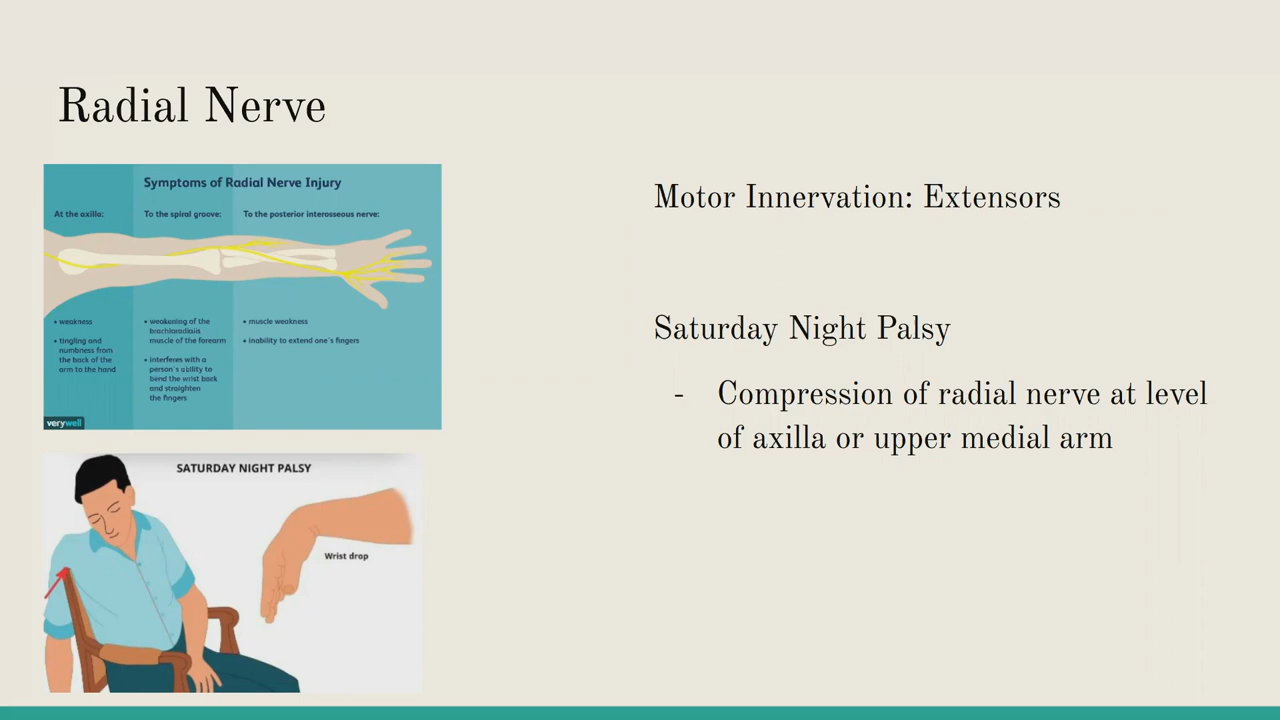 Radial Nerve
Symptoms of Radial Nerve Injury
At the axilla:
• weakness
• tingling and
numbness from
the back of the
arm to the hand
To the spiral groove:
• weakening of the
brachioradialis
muscle of the forearm
• interferes with a
person's ability to
bend the wrist back
and straighten
the fingers
To the posterior interosseous nerve:
• muscle weakness
• inability to extend one's fingers
verywell
SATURDAY NIGHT PALSY
Wrist drop
Motor Innervation: Extensors
Saturday Night Palsy
- Compression of radial nerve at level
of axilla or upper medial arm